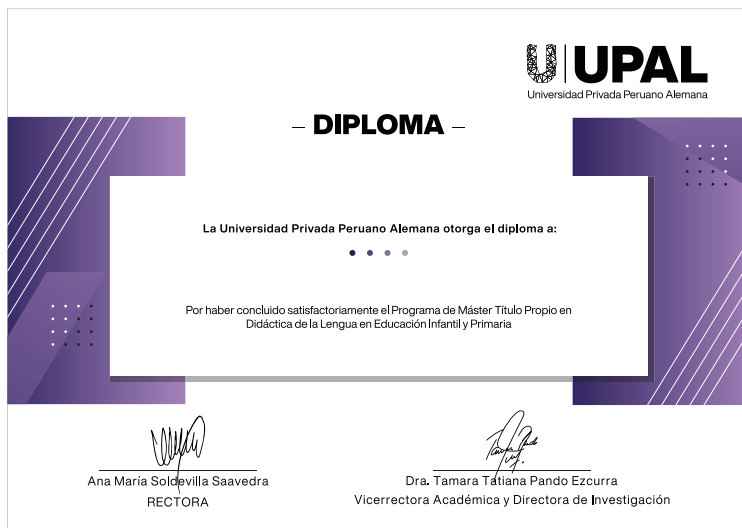 UPAL
Universidad Privada Peruano Alemana
– DIPLOMA –
La Universidad Privada Peruano Alemana otorga el diploma a:
Por haber concluido satisfactoriamente el Programa de Máster Título Propio en
Didáctica de la Lengua en Educación Infantil y Primaria
Ana María Soldevilla Saavedra
RECTORA
Dra. Tamara Tatiana Pando Ezcurra
Vicerrectora Académica y Directora de Investigación